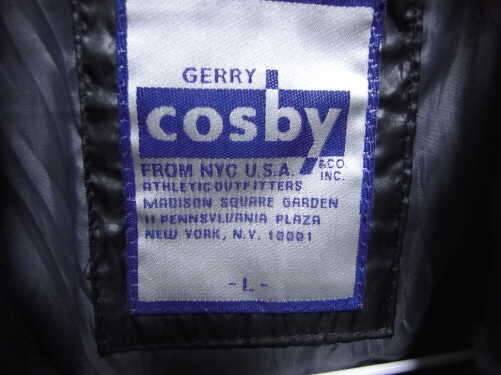 GERRY
cosby
FROM NYC U.S.A. &CO. INC.
ATHLETIC OUTFITTERS
MADISON SQUARE GARDEN
11 PENNSYLVANIA PLAZA
NEW YORK, N.Y. 10001
- L -